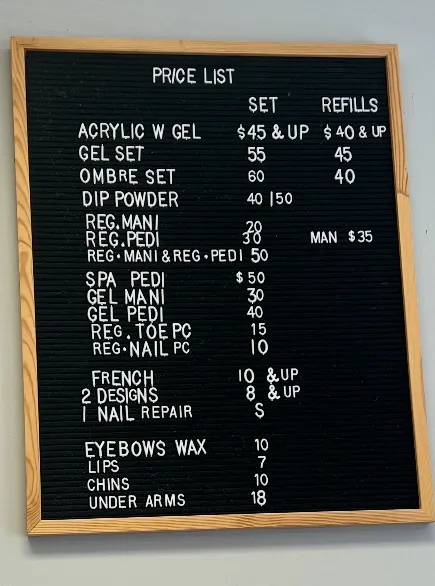 PRICE LIST
SET REFILLS
ACRYLIC W GEL $45 & UP $40 & UP
GEL SET 55 45
OMBRE SET 60 40
DIP POWDER 40 |50
REG.MANI 20
REG.PEDI 30 MAN $35
REG·MANI & REG·PEDI 50
SPA PEDI $50
GEL MANI 30
GEL PEDI 40
REG.TOE PC 15
REG·NAIL PC 10
FRENCH 10 & UP
2 DESIGNS 8 & UP
1 NAIL REPAIR S
EYEBOWS WAX 10
LIPS 7
CHINS 10
UNDER ARMS 18